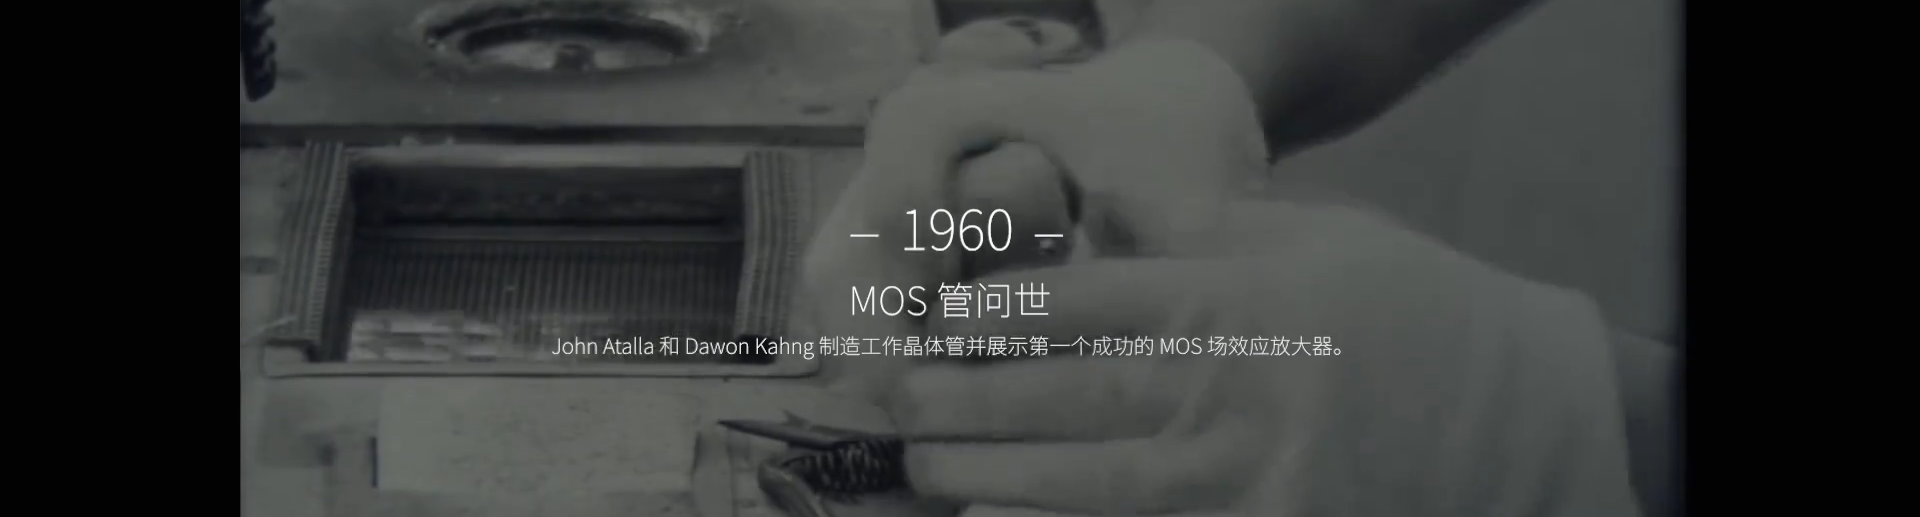 – 1960 –
MOS 管问世
John Atalla 和 Dawon Kahng 制造工作晶体管并展示第一个成功的 MOS 场效应放大器。